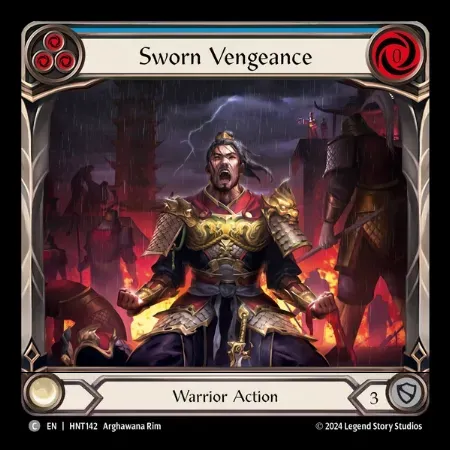 Sworn Vengeance
0
Warrior Action
3
C EN | HNT142 Arghawana Rim
© 2024 Legend Story Studios